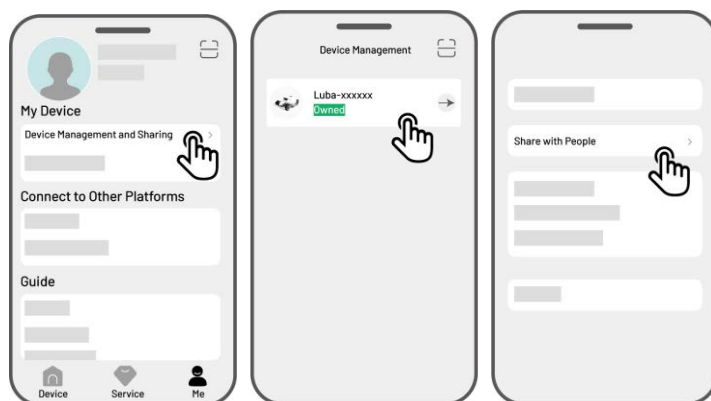 My Device
Device Management and Sharing
Connect to Other Platforms
Guide
Device
Service
Me
Device Management
Luba-xxxxxx
Owned
Share with People